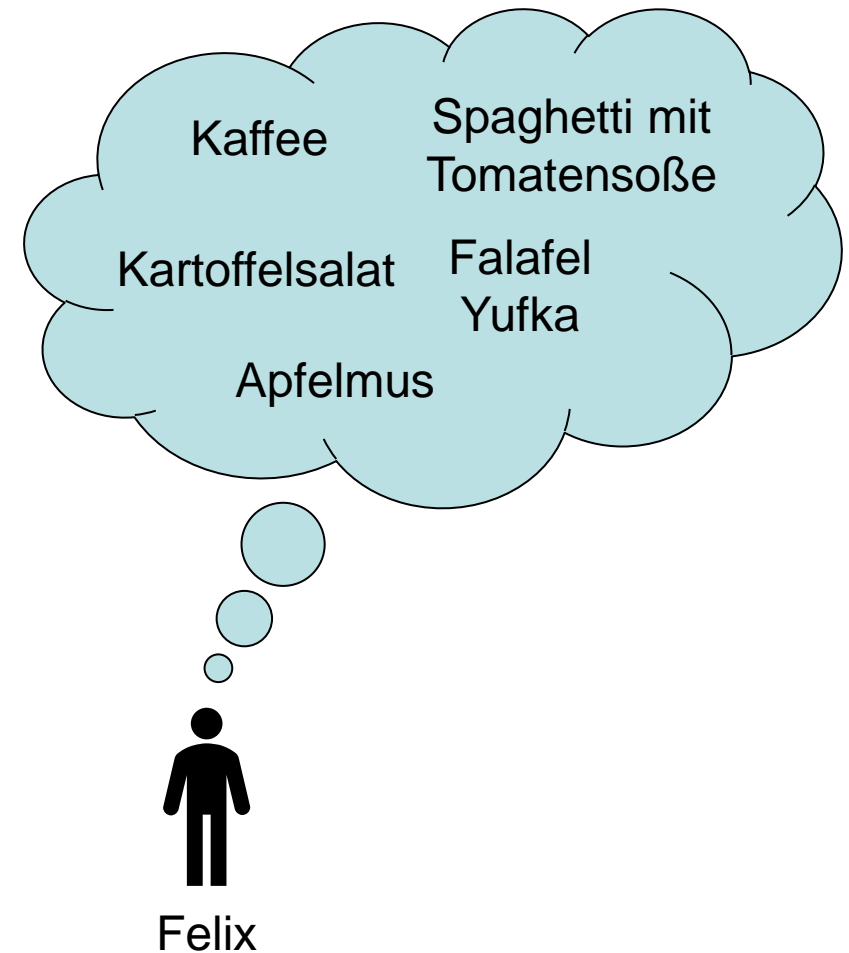 Kaffee
Spaghetti mit
Tomatensoße
Kartoffelsalat
Falafel
Yufka
Apfelmus
Felix